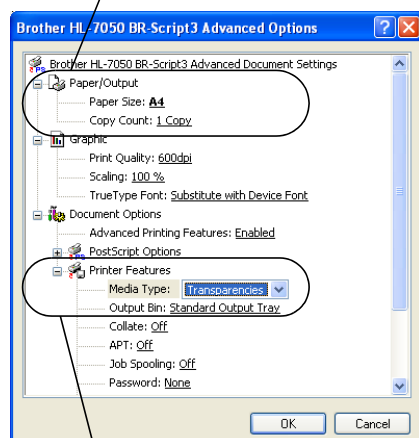 Brother HL-7050 BR-Script3 Advanced Options
Brother HL-7050 BR-Script3 Advanced Document Settings
Paper/Output
Paper Size: A4
Copy Count: 1 Copy
Graphic
Print Quality: 600dpi
Scaling: 100 %
TrueType Font: Substitute with Device Font
Document Options
Advanced Printing Features: Enabled
PostScript Options
Printer Features
Media Type: Transparencies
Output Bin: Standard Output Tray
Collate: Off
APT: Off
Job Spooling: Off
Password: None
OK Cancel